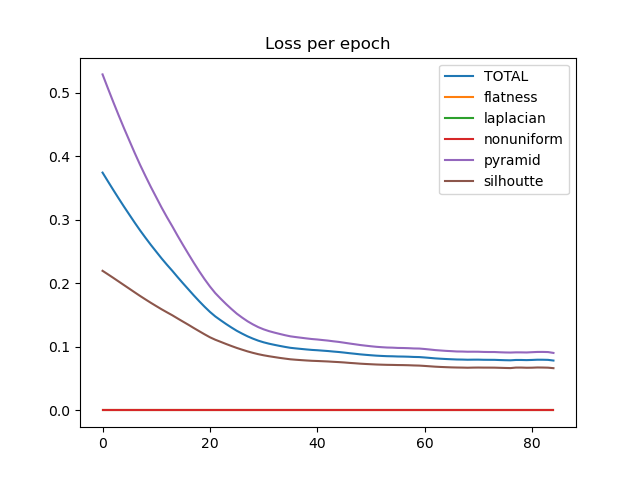 Loss per epoch
TOTAL
flatness
laplacian
nonuniform
pyramid
silhoutte
0.5
0.4
0.3
0.2
0.1
0.0
0 20 40 60 80